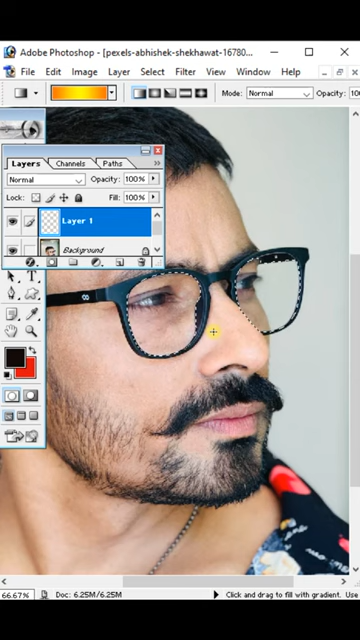 Adobe Photoshop - [pexels-abhishek-shekhawat-16780...
File Edit Image Layer Select Filter View Window Help
Mode: Normal Opacity: 10
Layers Channels Paths
Normal Opacity: 100%
Lock: Fill: 100%
Layer 1
Background
66.67% Doc: 6.25M/6.25M Click and drag to fill with gradient. Use